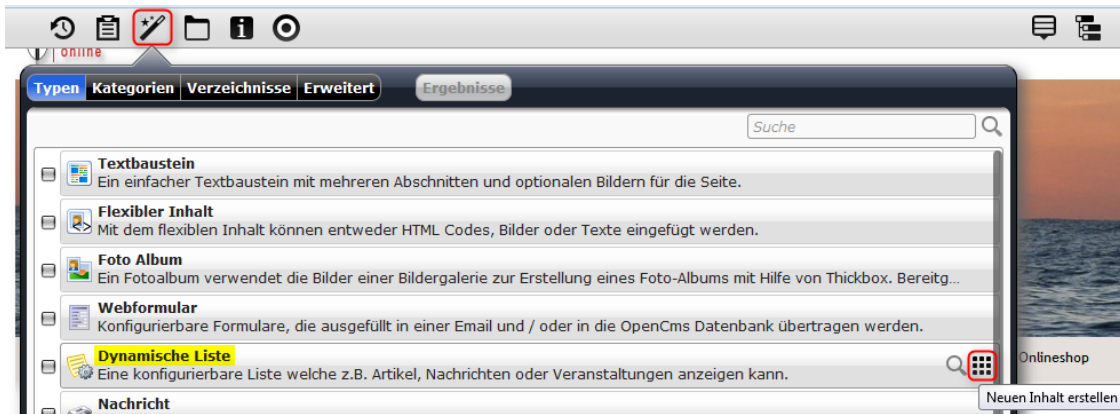 online
Typen Kategorien Verzeichnisse Erweitert Ergebnisse
Suche
Textbaustein
Ein einfacher Textbaustein mit mehreren Abschnitten und optionalen Bildern für die Seite.
Flexibler Inhalt
Mit dem flexiblen Inhalt können entweder HTML Codes, Bilder oder Texte eingefügt werden.
Foto Album
Ein Fotoalbum verwendet die Bilder einer Bildergalerie zur Erstellung eines Foto-Albums mit Hilfe von Thickbox. Bereitg...
Webformular
Konfigurierbare Formulare, die ausgefüllt in einer Email und / oder in die OpenCms Datenbank übertragen werden.
Dynamische Liste
Eine konfigurierbare Liste welche z.B. Artikel, Nachrichten oder Veranstaltungen anzeigen kann.
Onlineshop
Neuen Inhalt erstellen
Nachricht